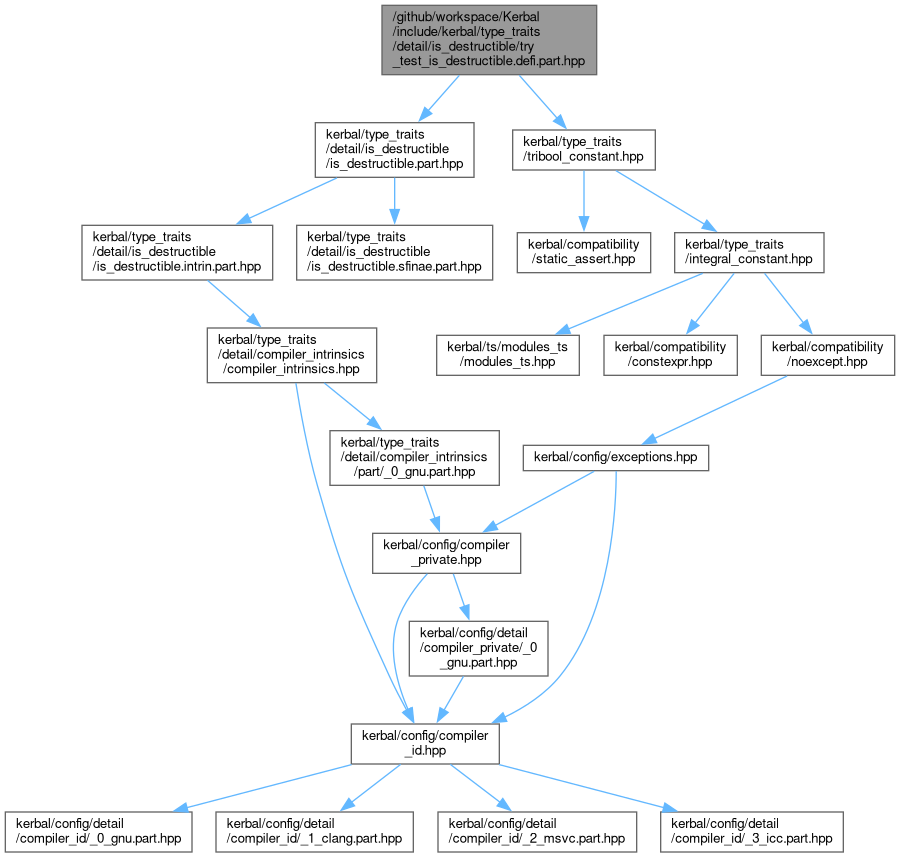 /github/workspace/Kerbal
/include/kerbal/type_traits
/detail/is_destructible/try
_test_is_destructible.defi.part.hpp
kerbal/type_traits
/detail/is_destructible
/is_destructible.part.hpp
kerbal/type_traits
/tribool_constant.hpp
kerbal/type_traits
/detail/is_destructible
/is_destructible.intrin.part.hpp
kerbal/type_traits
/detail/is_destructible
/is_destructible.sfinae.part.hpp
kerbal/compatibility
/static_assert.hpp
kerbal/type_traits
/integral_constant.hpp
kerbal/type_traits
/detail/compiler_intrinsics
/compiler_intrinsics.hpp
kerbal/ts/modules_ts
/modules_ts.hpp
kerbal/compatibility
/constexpr.hpp
kerbal/compatibility
/noexcept.hpp
kerbal/type_traits
/detail/compiler_intrinsics
/part/_0_gnu.part.hpp
kerbal/config/exceptions.hpp
kerbal/config/compiler
_private.hpp
kerbal/config/detail
/compiler_private/_0
_gnu.part.hpp
kerbal/config/compiler
_id.hpp
kerbal/config/detail
/compiler_id/_0_gnu.part.hpp
kerbal/config/detail
/compiler_id/_1_clang.part.hpp
kerbal/config/detail
/compiler_id/_2_msvc.part.hpp
kerbal/config/detail
/compiler_id/_3_icc.part.hpp